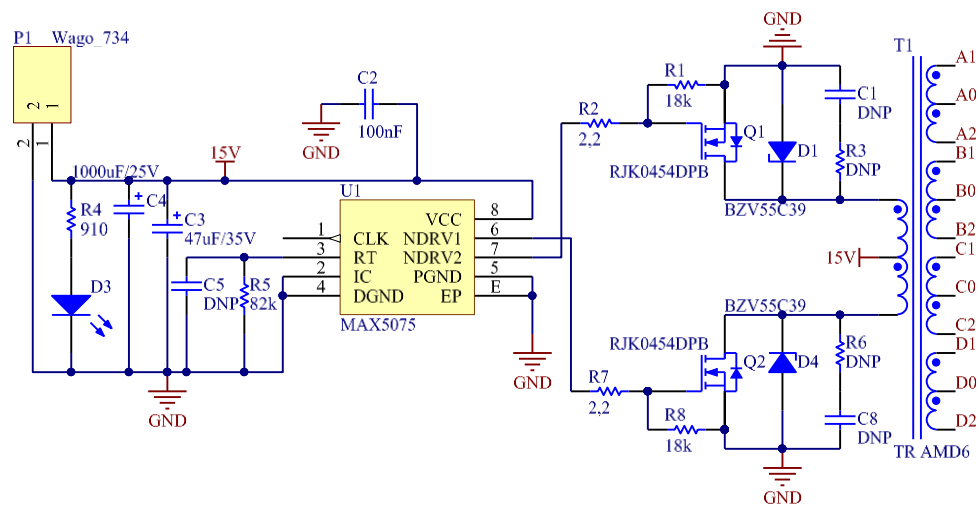 P1 Wago_734
2
1
2
1
1000uF/25V
15V
R4
910
C4
C3
47uF/35V
D3
C5
DNP
R5
82k
GND
GND
C2
100nF
U1
1 CLK
3 RT
2 IC
4 DGND
VCC 8
NDRV1 6
NDRV2 7
PGND 5
EP E
MAX5075
GND
R2
2,2
R1
18k
RJK0454DPB
Q1
GND
D1
BZV55C39
C1
DNP
R3
DNP
R7
2,2
R8
18k
RJK0454DPB
Q2
BZV55C39
D4
R6
DNP
C8
DNP
GND
15V
T1
A1
A0
A2
B1
B0
B2
C1
C0
C2
D1
D0
D2
TR AMD6